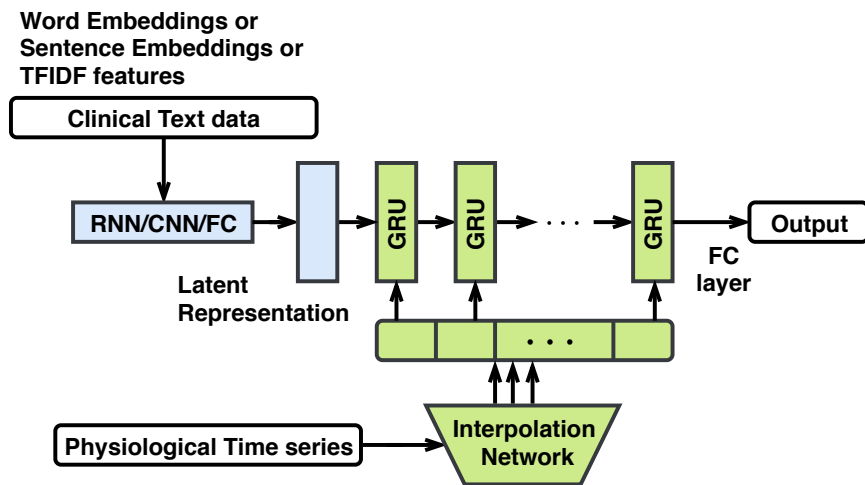 Word Embeddings or
Sentence Embeddings or
TFIDF features
Clinical Text data
RNN/CNN/FC
Latent
Representation
GRU
GRU
. . .
GRU
FC
layer
Output
. . .
Physiological Time series
Interpolation
Network